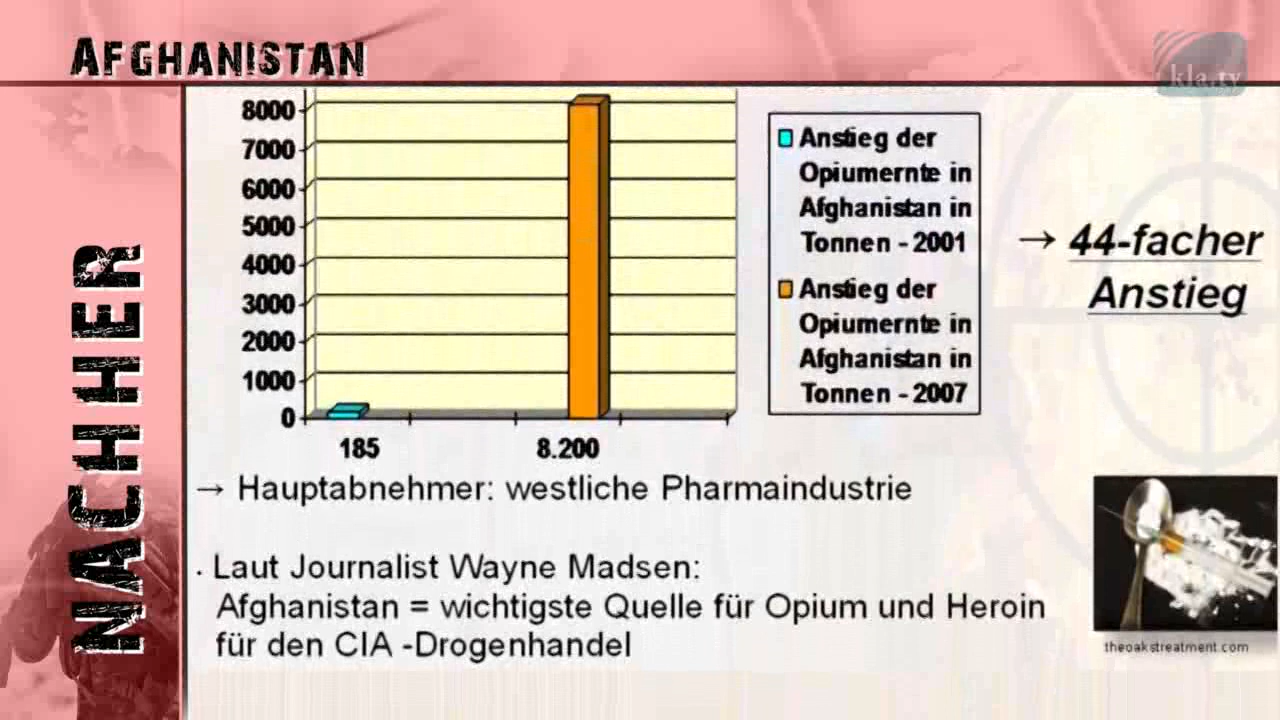 AFGHANISTAN
kla.tv
NACHHER
8000
7000
6000
5000
4000
3000
2000
1000
0
185
8.200
Anstieg der
Opiumernte in
Afghanistan in
Tonnen - 2001
Anstieg der
Opiumernte in
Afghanistan in
Tonnen - 2007
→ 44-facher
Anstieg
→ Hauptabnehmer: westliche Pharmaindustrie
. Laut Journalist Wayne Madsen:
Afghanistan = wichtigste Quelle für Opium und Heroin
für den CIA -Drogenhandel
theoakstreatment.com